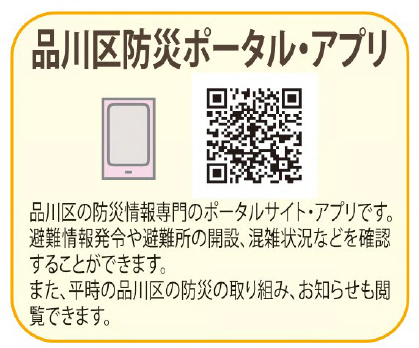 品川区防災ポータル・アプリ
品川区の防災情報専門のポータルサイト・アプリです。
避難情報発令や避難所の開設、混雑状況などを確認
することができます。
また、平時の品川区の防災の取り組み、お知らせも閲
覧できます。